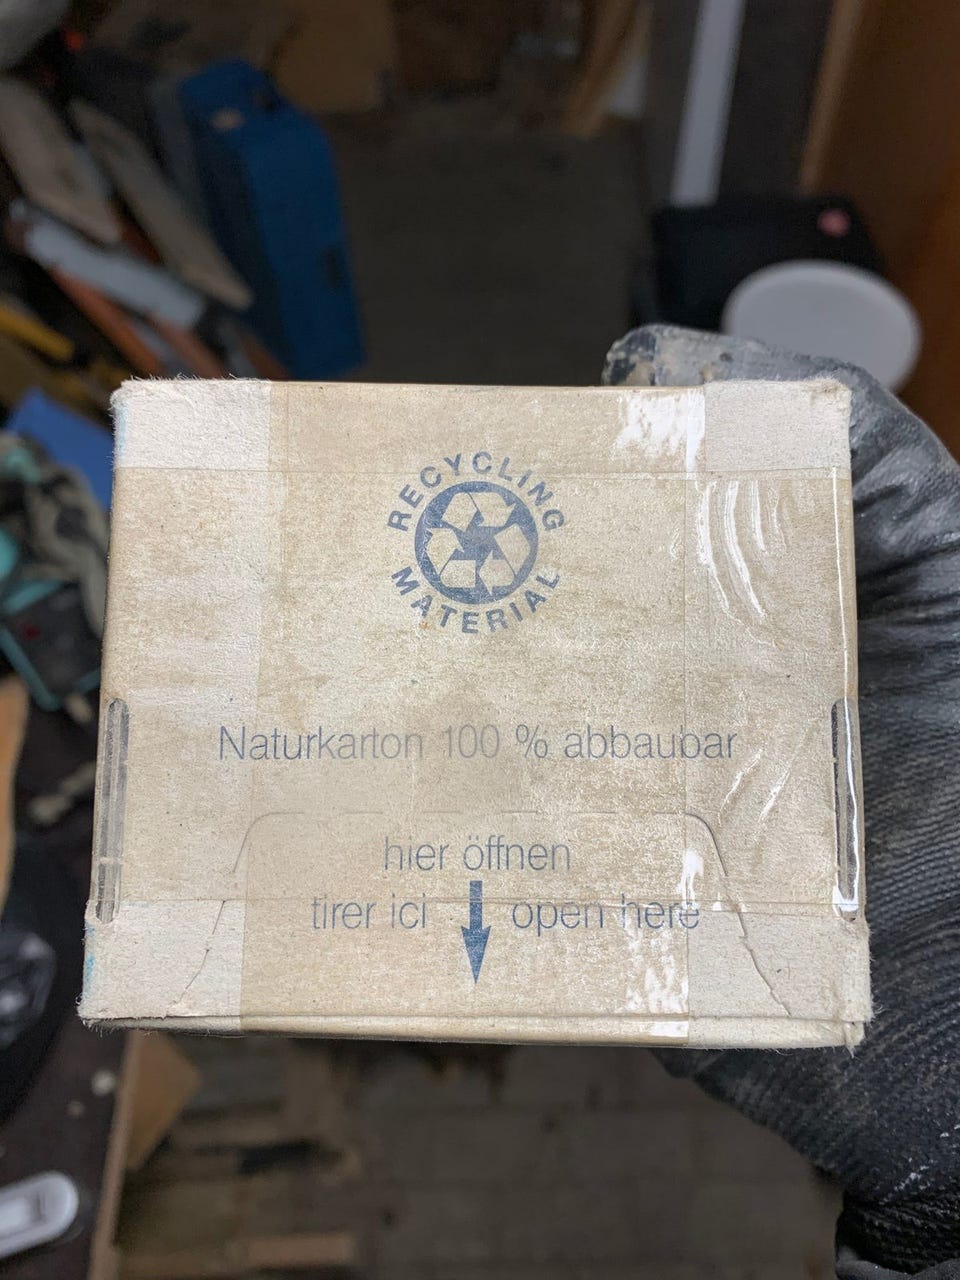 RECYCLING
MATERIAL
Naturkarton 100 % abbaubar
hier öffnen
tirer ici open here